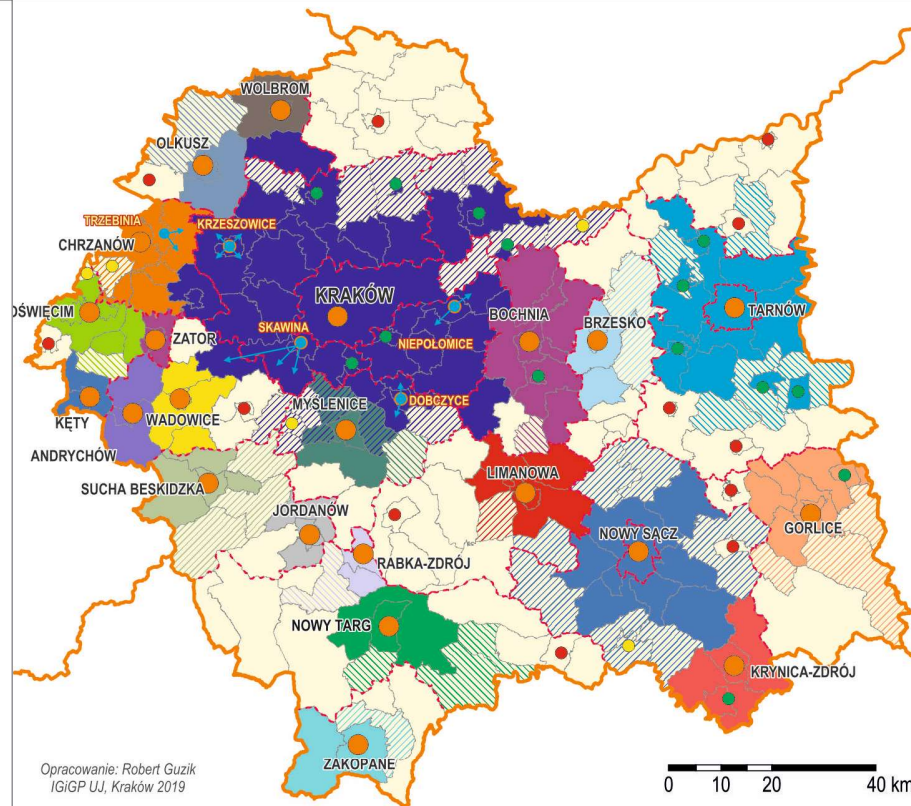 WOLBROM
OLKUSZ
TRZEBINIA
KRZESZOWICE
CHRZANÓW
KRAKÓW
OŚWIĘCIM
BOCHNIA
TARNÓW
SKAWINA
BRZESKO
ZATOR
NIEPOŁOMICE
KĘTY
WADOWICE
MYŚLENICE
DOBCZYCE
ANDRYCHÓW
LIMANOWA
SUCHA BESKIDZKA
JORDANÓW
GORLICE
NOWY SĄCZ
RABKA-ZDRÓJ
NOWY TARG
KRYNICA-ZDRÓJ
ZAKOPANE
Opracowanie: Robert Guzik
IGiGP UJ, Kraków 2019
0 10 20 40 km